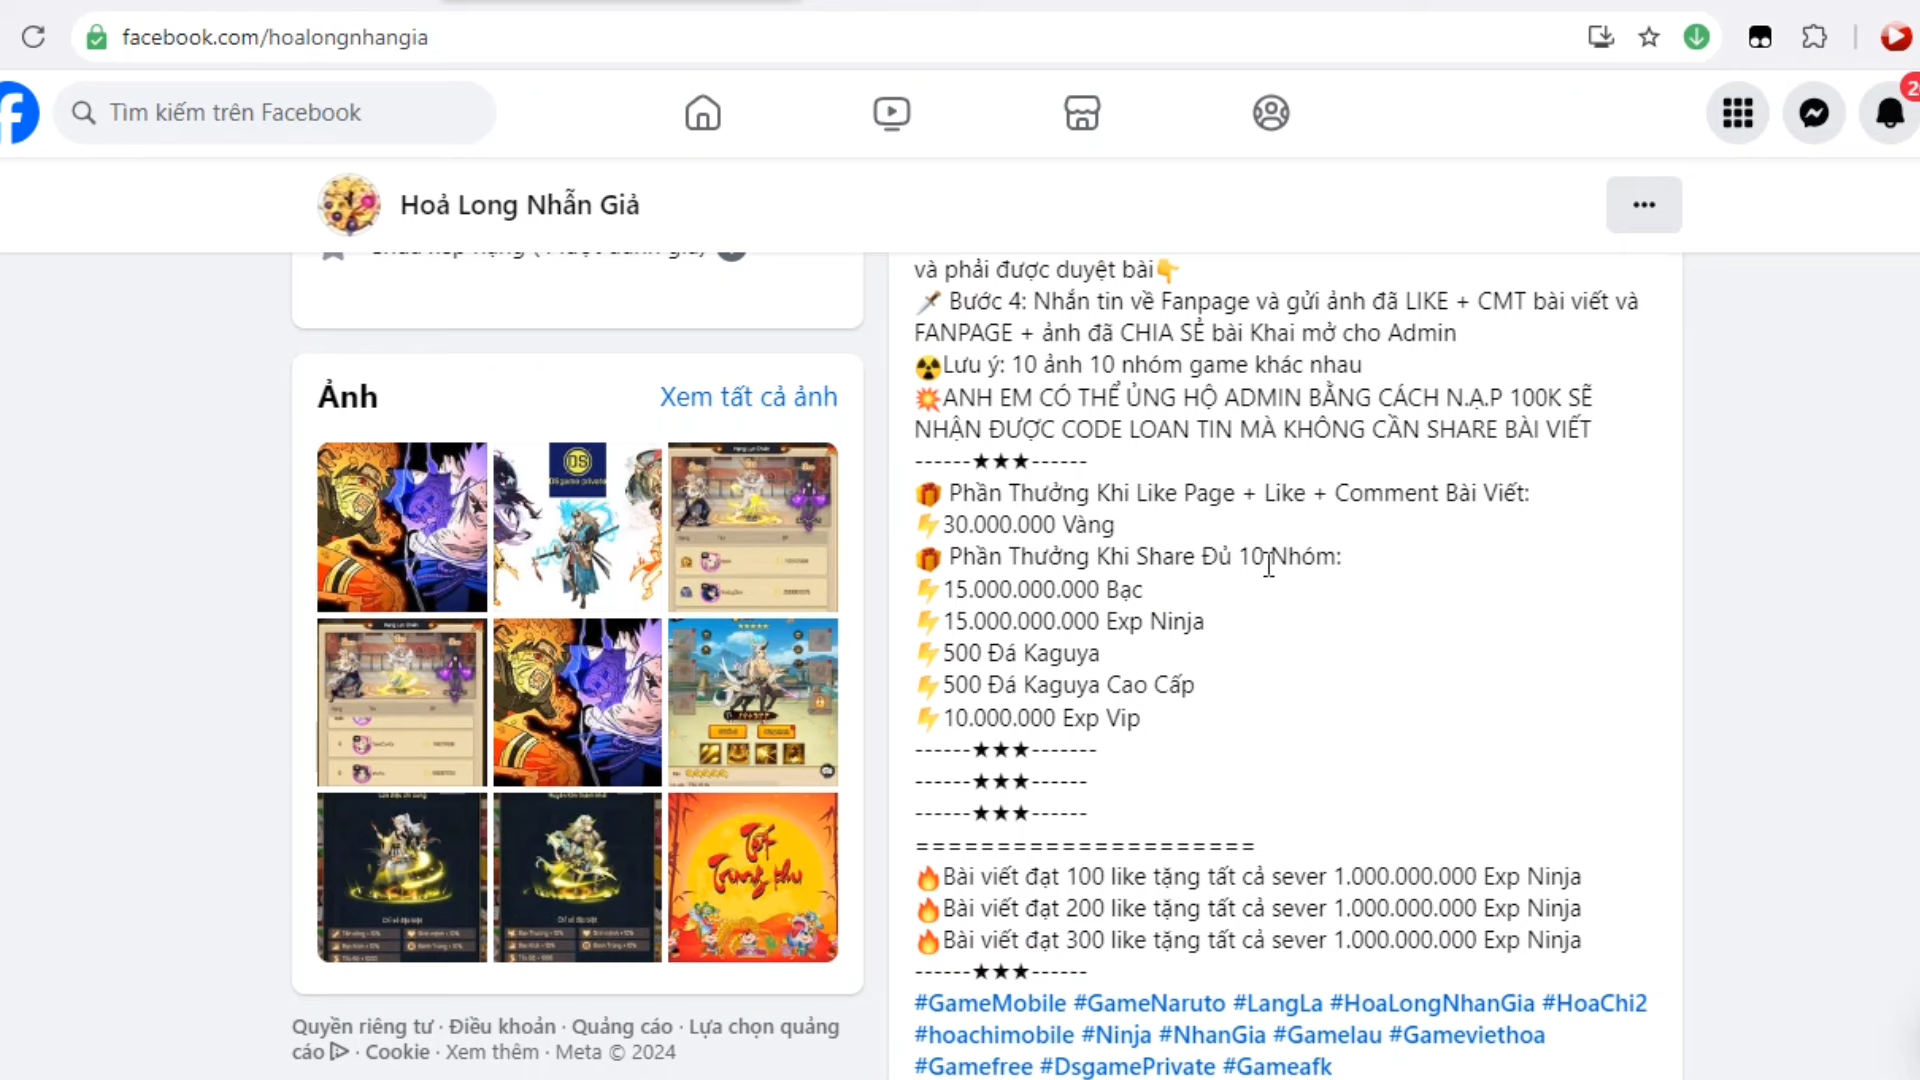 facebook.com/hoalongnhangia
Tìm kiếm trên Facebook
Hoả Long Nhẫn Giả
Ảnh
Xem tất cả ảnh
DS
DS game private
Tết
Trung thu
Quyền riêng tư · Điều khoản · Quảng cáo · Lựa chọn quảng
cáo · Cookie · Xem thêm · Meta © 2024
và phải được duyệt bài👇
🗡️ Bước 4: Nhắn tin về Fanpage và gửi ảnh đã LIKE + CMT bài viết và
FANPAGE + ảnh đã CHIA SẺ bài Khai mở cho Admin
☢️Lưu ý: 10 ảnh 10 nhóm game khác nhau
💥ANH EM CÓ THỂ ỦNG HỘ ADMIN BẰNG CÁCH N.Ạ.P 100K SẼ
NHẬN ĐƯỢC CODE LOAN TIN MÀ KHÔNG CẦN SHARE BÀI VIẾT
------★★★------
🎁 Phần Thưởng Khi Like Page + Like + Comment Bài Viết:
⚡30.000.000 Vàng
🎁 Phần Thưởng Khi Share Đủ 10 Nhóm:
⚡15.000.000.000 Bạc
⚡15.000.000.000 Exp Ninja
⚡500 Đá Kaguya
⚡500 Đá Kaguya Cao Cấp
⚡10.000.000 Exp Vip
------★★★-------
------★★★------
------★★★------
=====================
🔥Bài viết đạt 100 like tặng tất cả sever 1.000.000.000 Exp Ninja
🔥Bài viết đạt 200 like tặng tất cả sever 1.000.000.000 Exp Ninja
🔥Bài viết đạt 300 like tặng tất cả sever 1.000.000.000 Exp Ninja
------★★★------
#GameMobile #GameNaruto #LangLa #HoaLongNhanGia #HoaChi2
#hoachimobile #Ninja #NhanGia #Gamelau #Gameviethoa
#Gamefree #DsgamePrivate #Gameafk